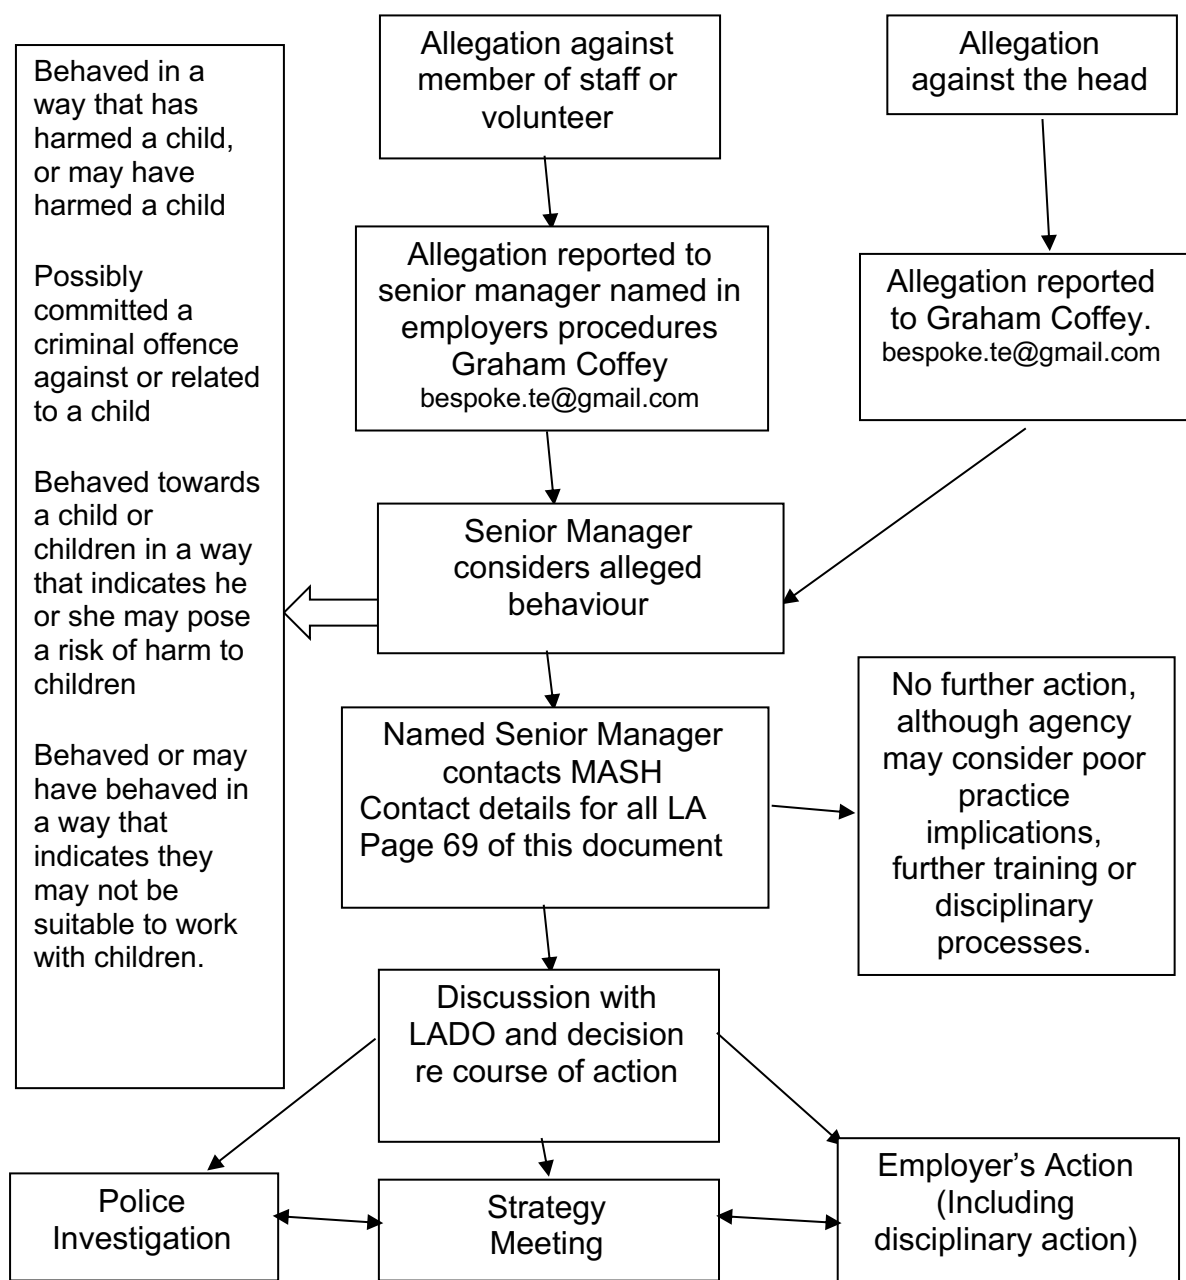 Behaved in a
way that has
harmed a child,
or may have
harmed a child
Possibly
committed a
criminal offence
against or related
to a child
Behaved towards
a child or
children in a way
that indicates he
or she may pose
a risk of harm to
children
Behaved or may
have behaved in
a way that
indicates they
may not be
suitable to work
with children.
Allegation against
member of staff or
volunteer
Allegation
against the head
Allegation reported to
senior manager named in
employers procedures
Graham Coffey
bespoke.te@gmail.com
Allegation reported
to Graham Coffey.
bespoke.te@gmail.com
Senior Manager
considers alleged
behaviour
Named Senior Manager
contacts MASH
Contact details for all LA
Page 69 of this document
No further action,
although agency
may consider poor
practice
implications,
further training or
disciplinary
processes.
Discussion with
LADO and decision
re course of action
Police
Investigation
Strategy
Meeting
Employer’s Action
(Including
disciplinary action)